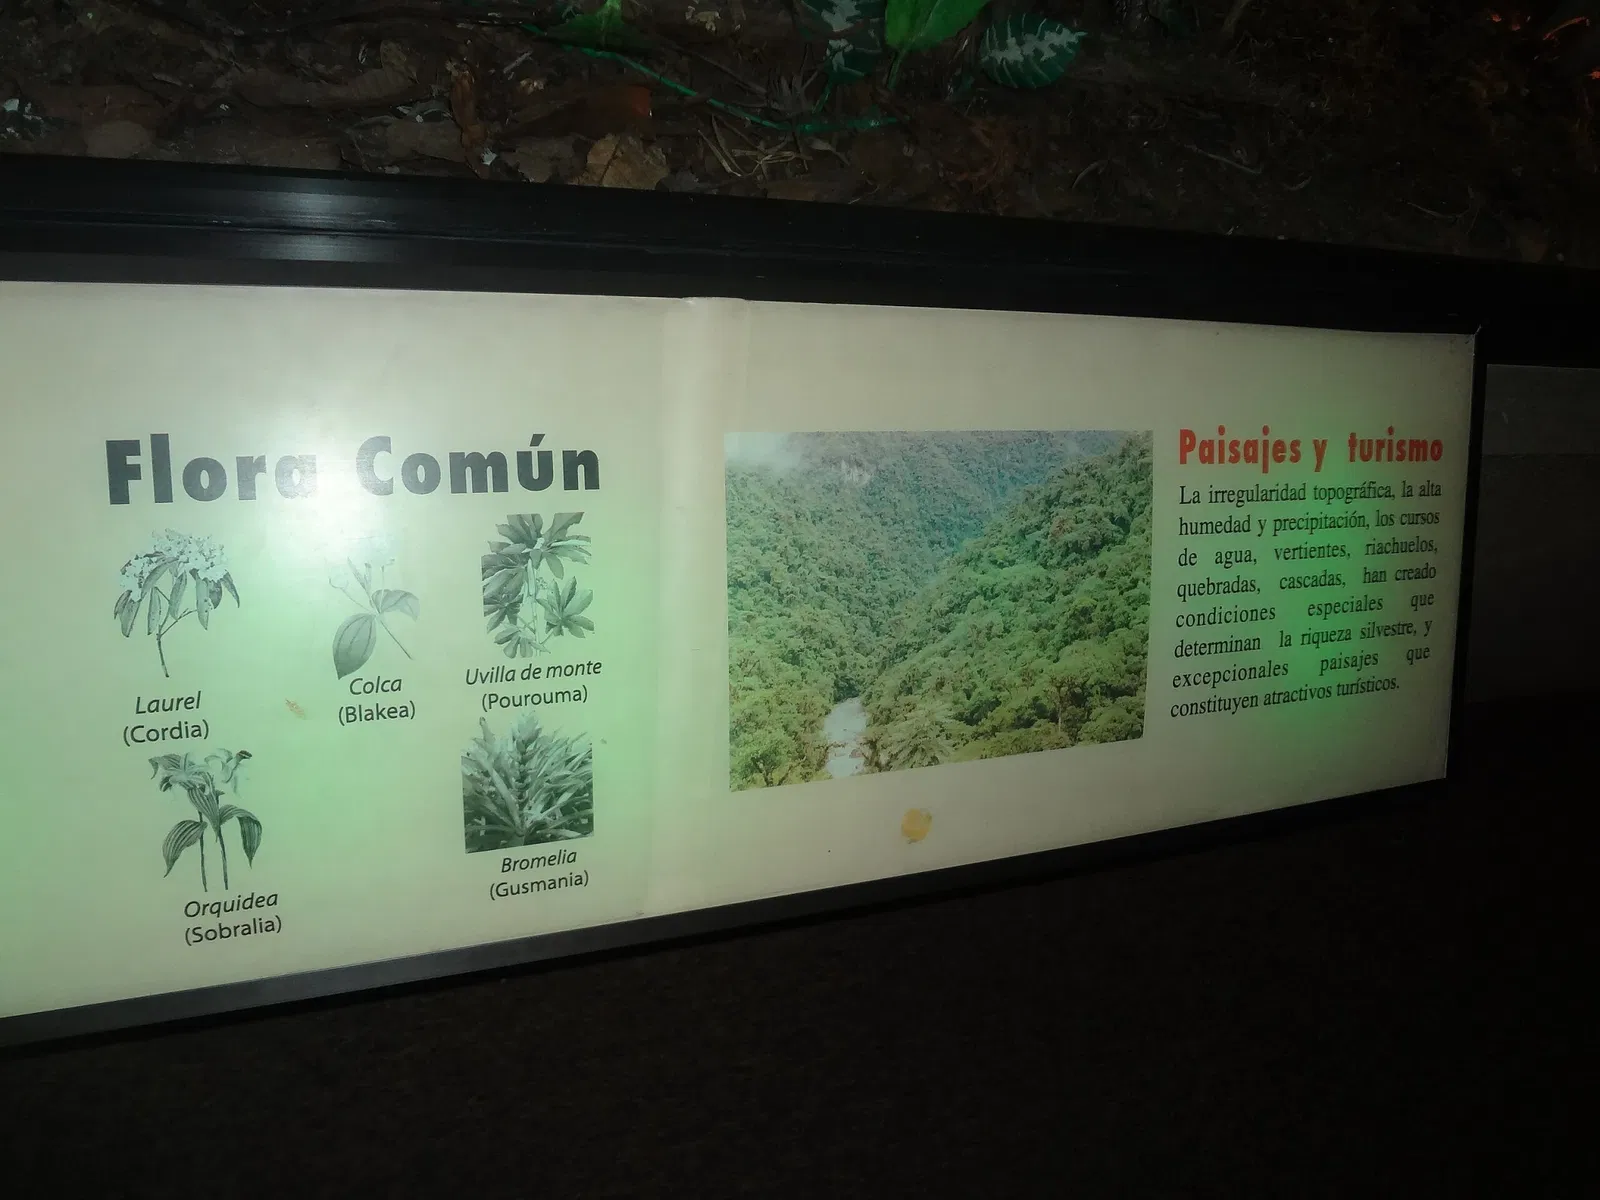 Flora Común
Laurel
(Cordia)
Colca
(Blakea)
Uvilla de monte
(Pourouma)
Orquidea
(Sobralia)
Bromelia
(Gusmania)
Paisajes y turismo
La irregularidad topográfica, la alta
humedad y precipitación, los cursos
de agua, vertientes, riachuelos,
quebradas, cascadas, han creado
condiciones especiales que
determinan la riqueza silvestre, y
excepcionales paisajes que
constituyen atractivos turísticos.